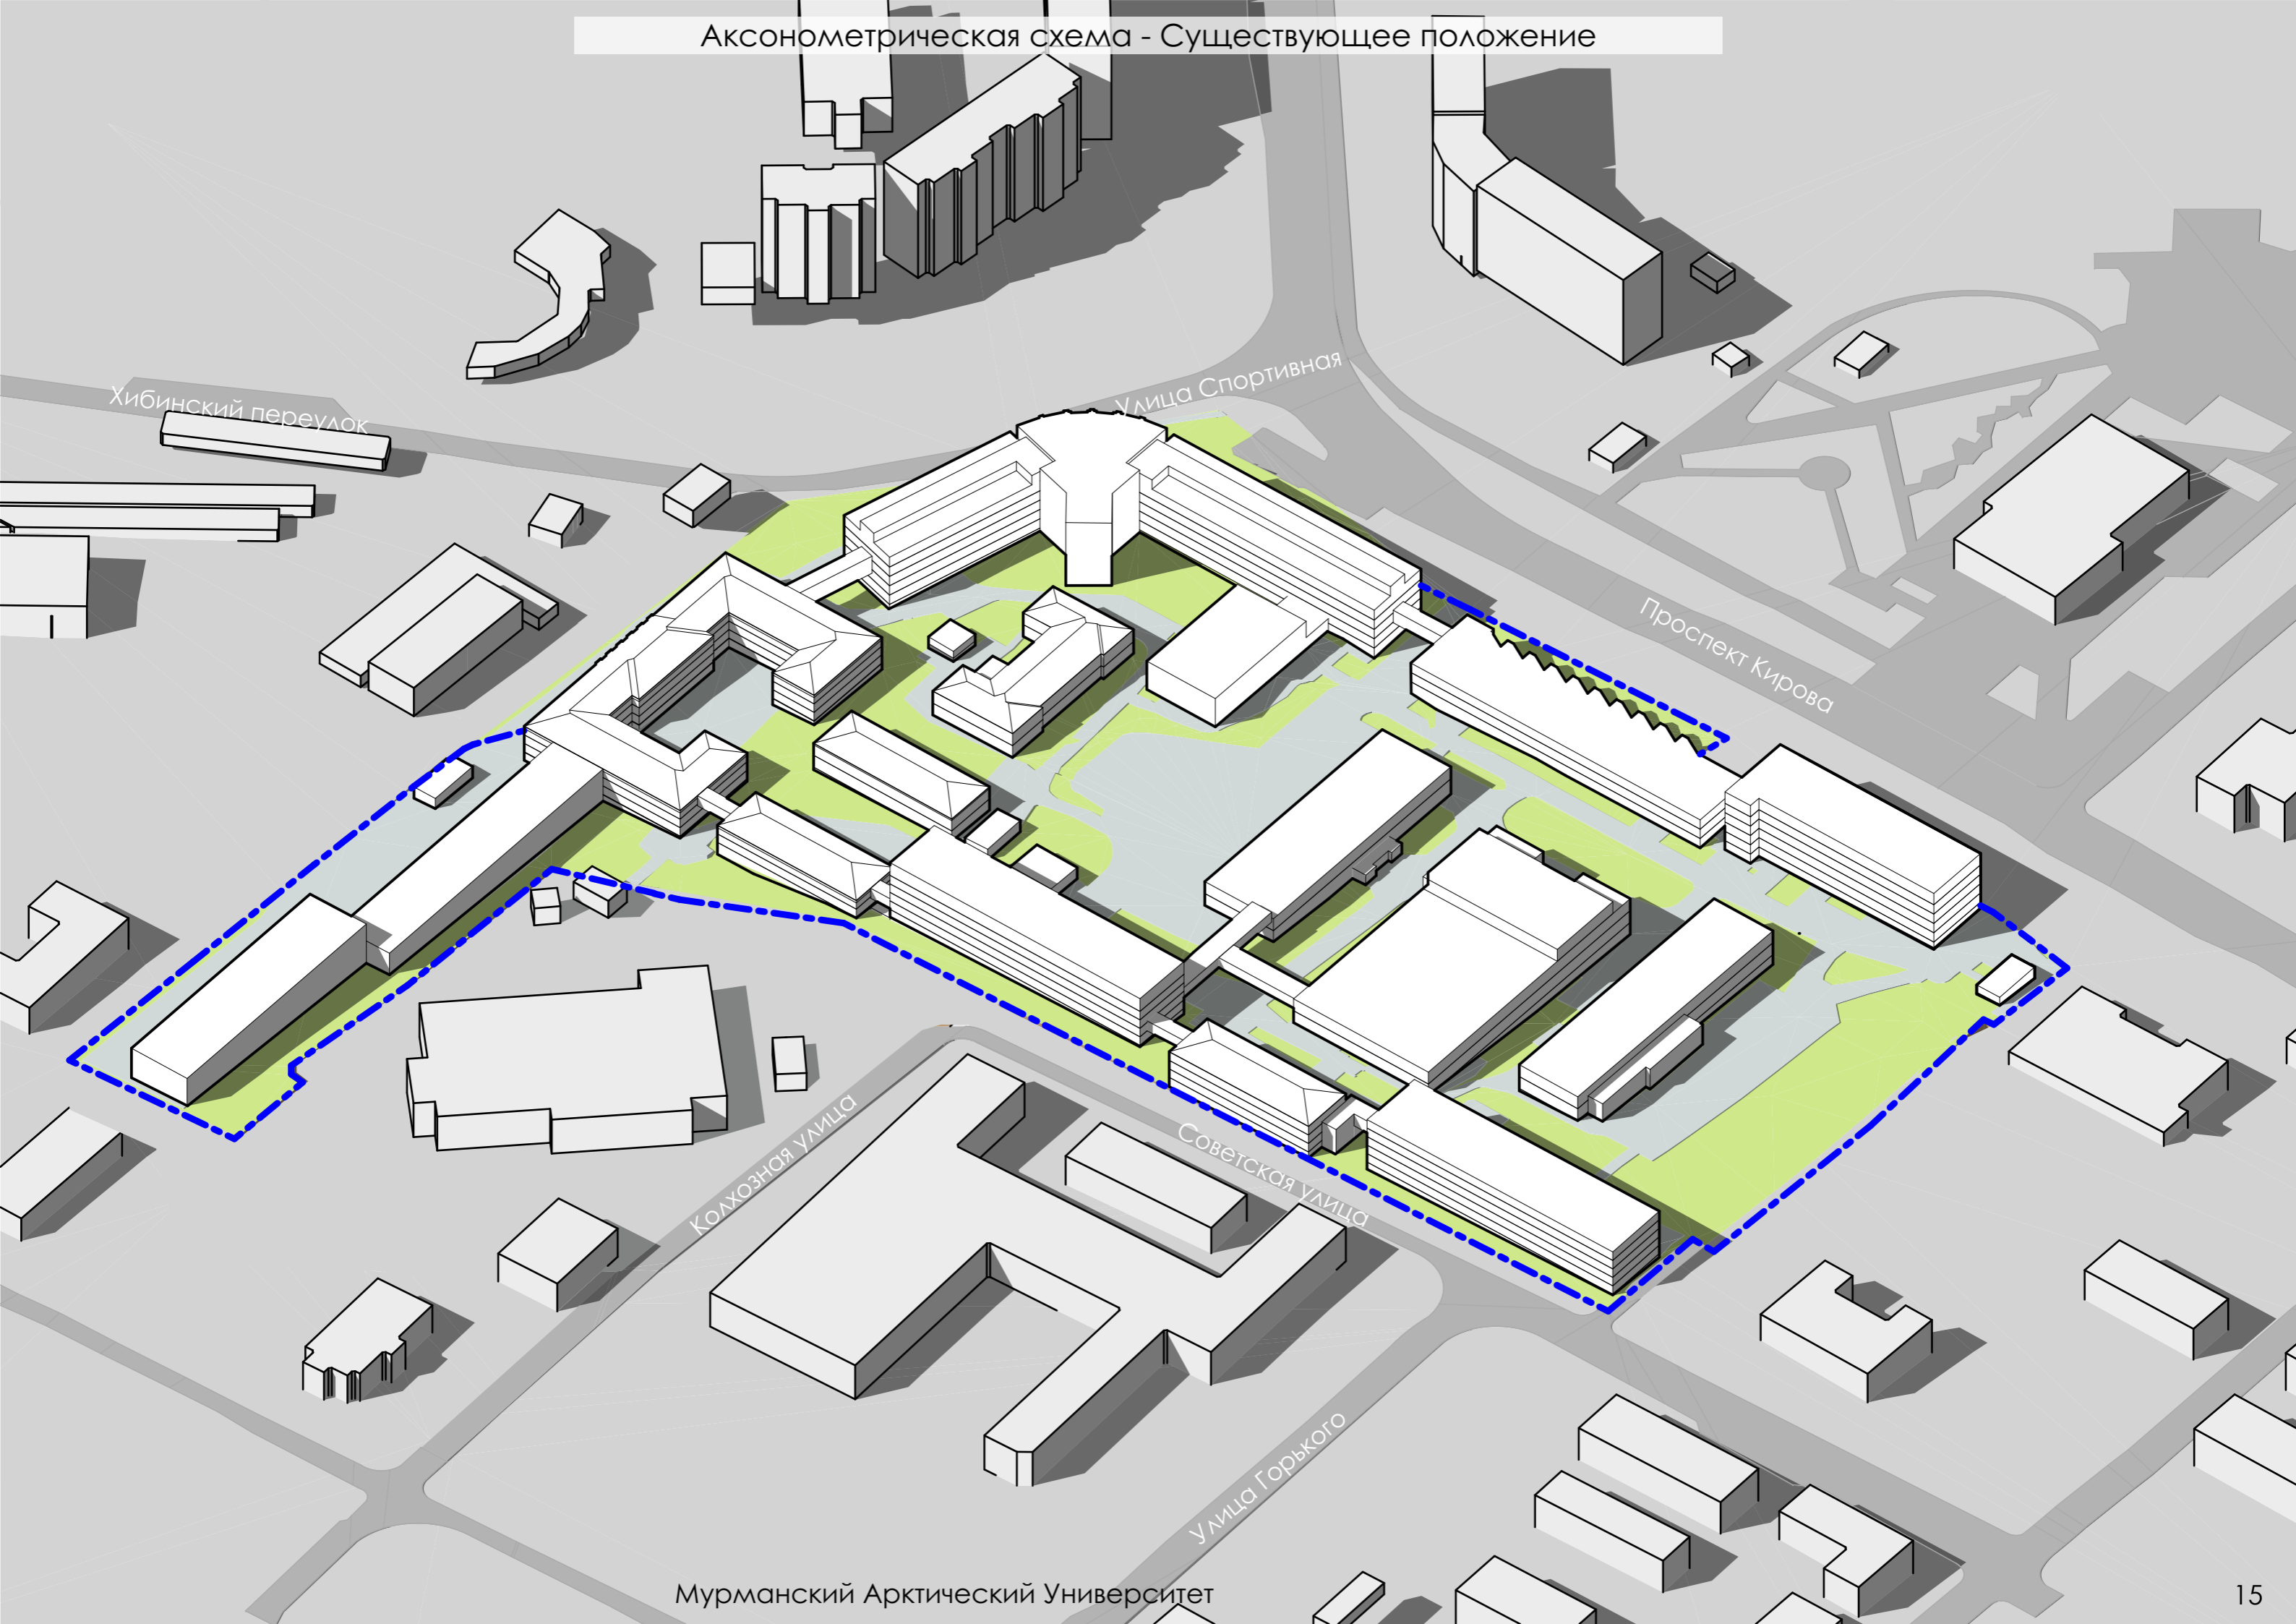 Аксонометрическая схема - Существующее положение
Улица Спортивная
Хибинский переулок
Проспект Кирова
Колхозная улица
Советская улица
Улица Горького
Мурманский Арктический Университет
15